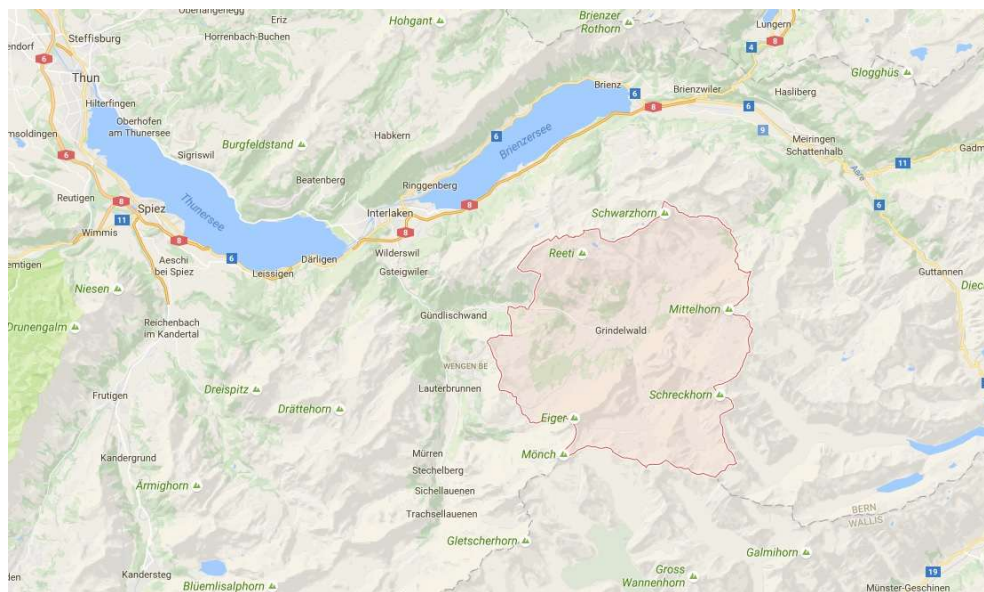 Oberlangenegg
Eriz
Hohgant
Brienzer
Rothorn
Lungern
Steffisburg
Horrenbach-Buchen
8
endorf
6
4
Thun
Glogghüs
Brienz
6
Brienzwiler
Hasliberg
Hilterfingen
8
6
Oberhofen
am Thunersee
msoldingen
Habkern
6
Brienzersee
9
Meiringen
Schattenhalb
Burgfeldstand
6
Sigriswil
11
Gadm
Aare
Beatenberg
Ringgenberg
Reutigen
8
Thunersee
Spiez
Interlaken
8
6
11
Schwarzhorn
Wimmis
8
8
Wilderswil
Reeti
Aeschi
bei Spiez
6
Därligen
Leissigen
Gsteigwiler
emtigen
Guttannen
Niesen
Diec
Mittelhorn
Gündlischwand
Drunengalm
Reichenbach
im Kandertal
Grindelwald
WENGEN BE
Dreispitz
Lauterbrunnen
Schreckhorn
Frutigen
Drättehorn
Eiger
Mürren
Mönch
Kandergrund
Stechelberg
Ärmighorn
Sichellauenen
Trachsellauenen
BERN
WALLIS
Gletscherhorn
Galmihorn
Kandersteg
Gross
Wannenhorn
19
den
Blüemlisalphorn
Münster-Geschinen